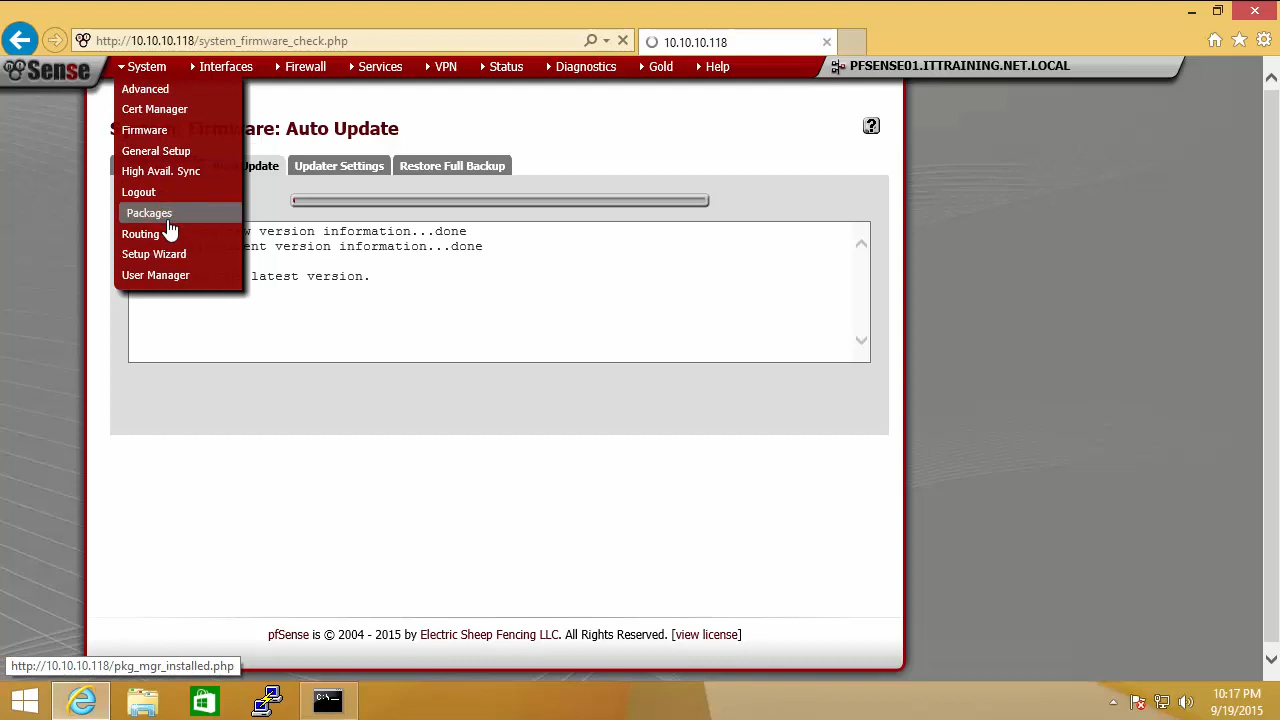 http://10.10.10.118/system_firmware_check.php
10.10.10.118
Sense
System
Interfaces
Firewall
Services
VPN
Status
Diagnostics
Gold
Help
PFSENSE01.ITTRAINING.NET.LOCAL
Advanced
Cert Manager
Firmware
General Setup
High Avail. Sync
Logout
Packages
Routing
Setup Wizard
User Manager
: Auto Update
Update
Updater Settings
Restore Full Backup
version information...done
version information...done
latest version.
pfSense is © 2004 - 2015 by Electric Sheep Fencing LLC. All Rights Reserved. [view license]
http://10.10.10.118/pkg_mgr_installed.php
C:\
10:17 PM
9/19/2015